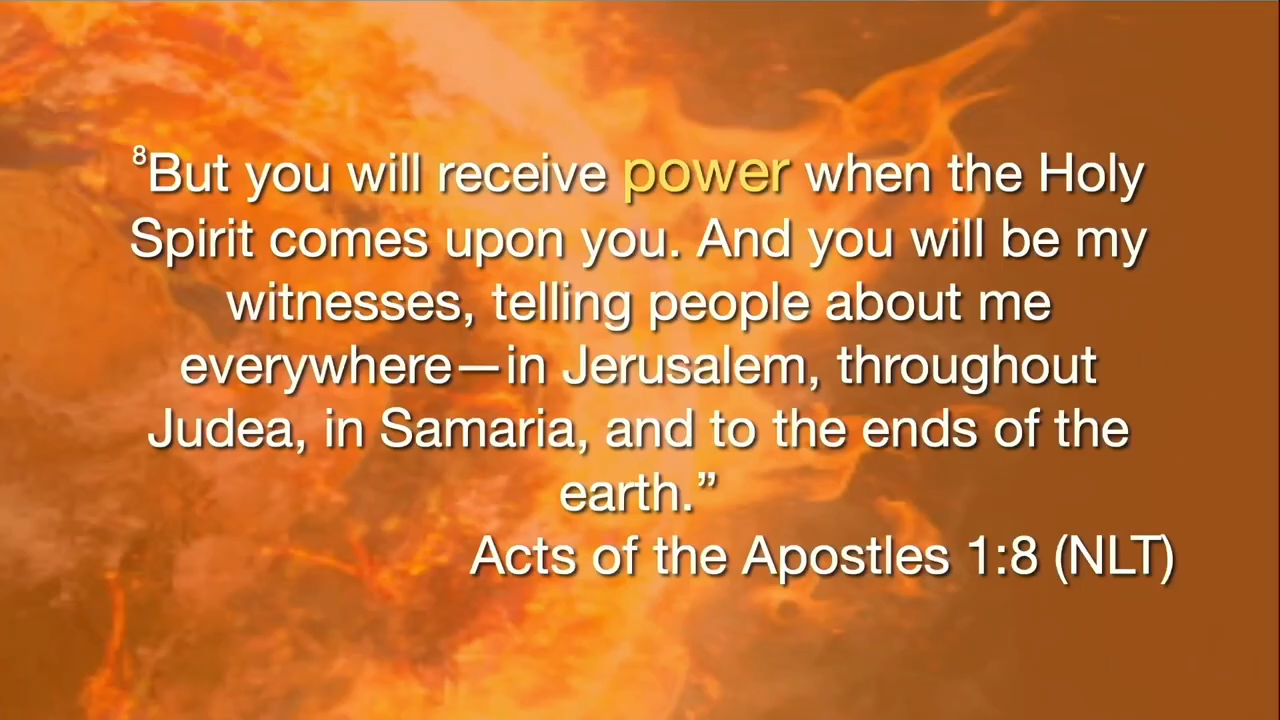 ⁸But you will receive power when the Holy
Spirit comes upon you. And you will be my
witnesses, telling people about me
everywhere—in Jerusalem, throughout
Judea, in Samaria, and to the ends of the
earth.”
Acts of the Apostles 1:8 (NLT)